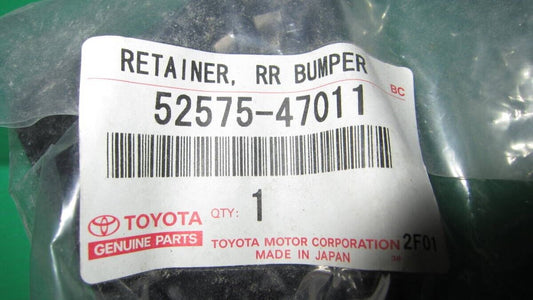 RETAINER, RR BUMPER
BC
52575-47011
QTY: 1
TOYOTA
GENUINE PARTS
TOYOTA MOTOR CORPORATION 2F01
MADE IN JAPAN